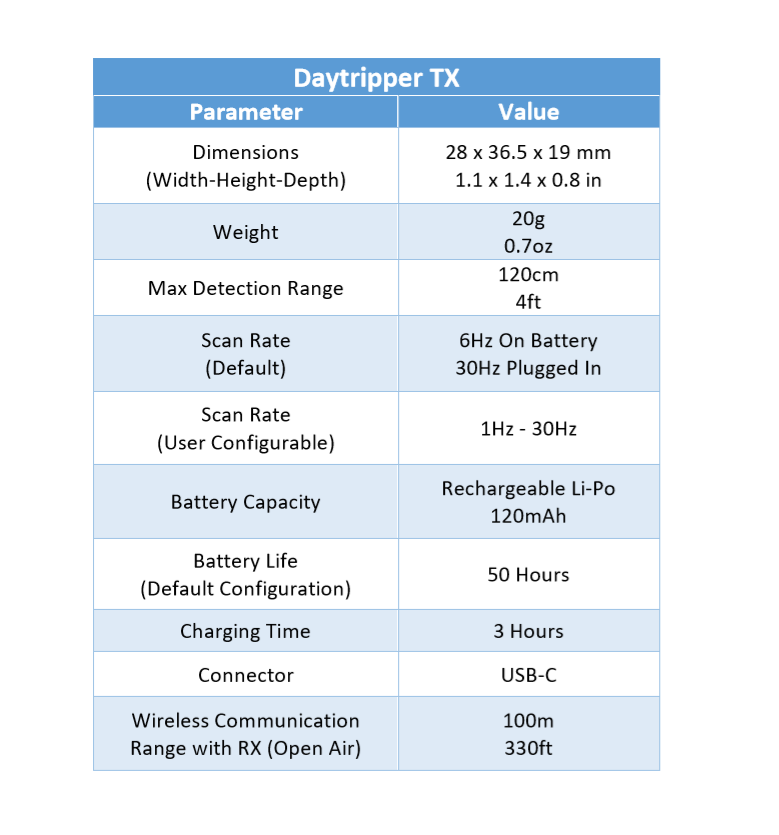 Daytripper TX
Parameter Value
Dimensions
(Width-Height-Depth)
28 x 36.5 x 19 mm
1.1 x 1.4 x 0.8 in
Weight
20g
0.7oz
Max Detection Range
120cm
4ft
Scan Rate
(Default)
6Hz On Battery
30Hz Plugged In
Scan Rate
(User Configurable)
1Hz - 30Hz
Battery Capacity
Rechargeable Li-Po
120mAh
Battery Life
(Default Configuration)
50 Hours
Charging Time
3 Hours
Connector
USB-C
Wireless Communication
Range with RX (Open Air)
100m
330ft